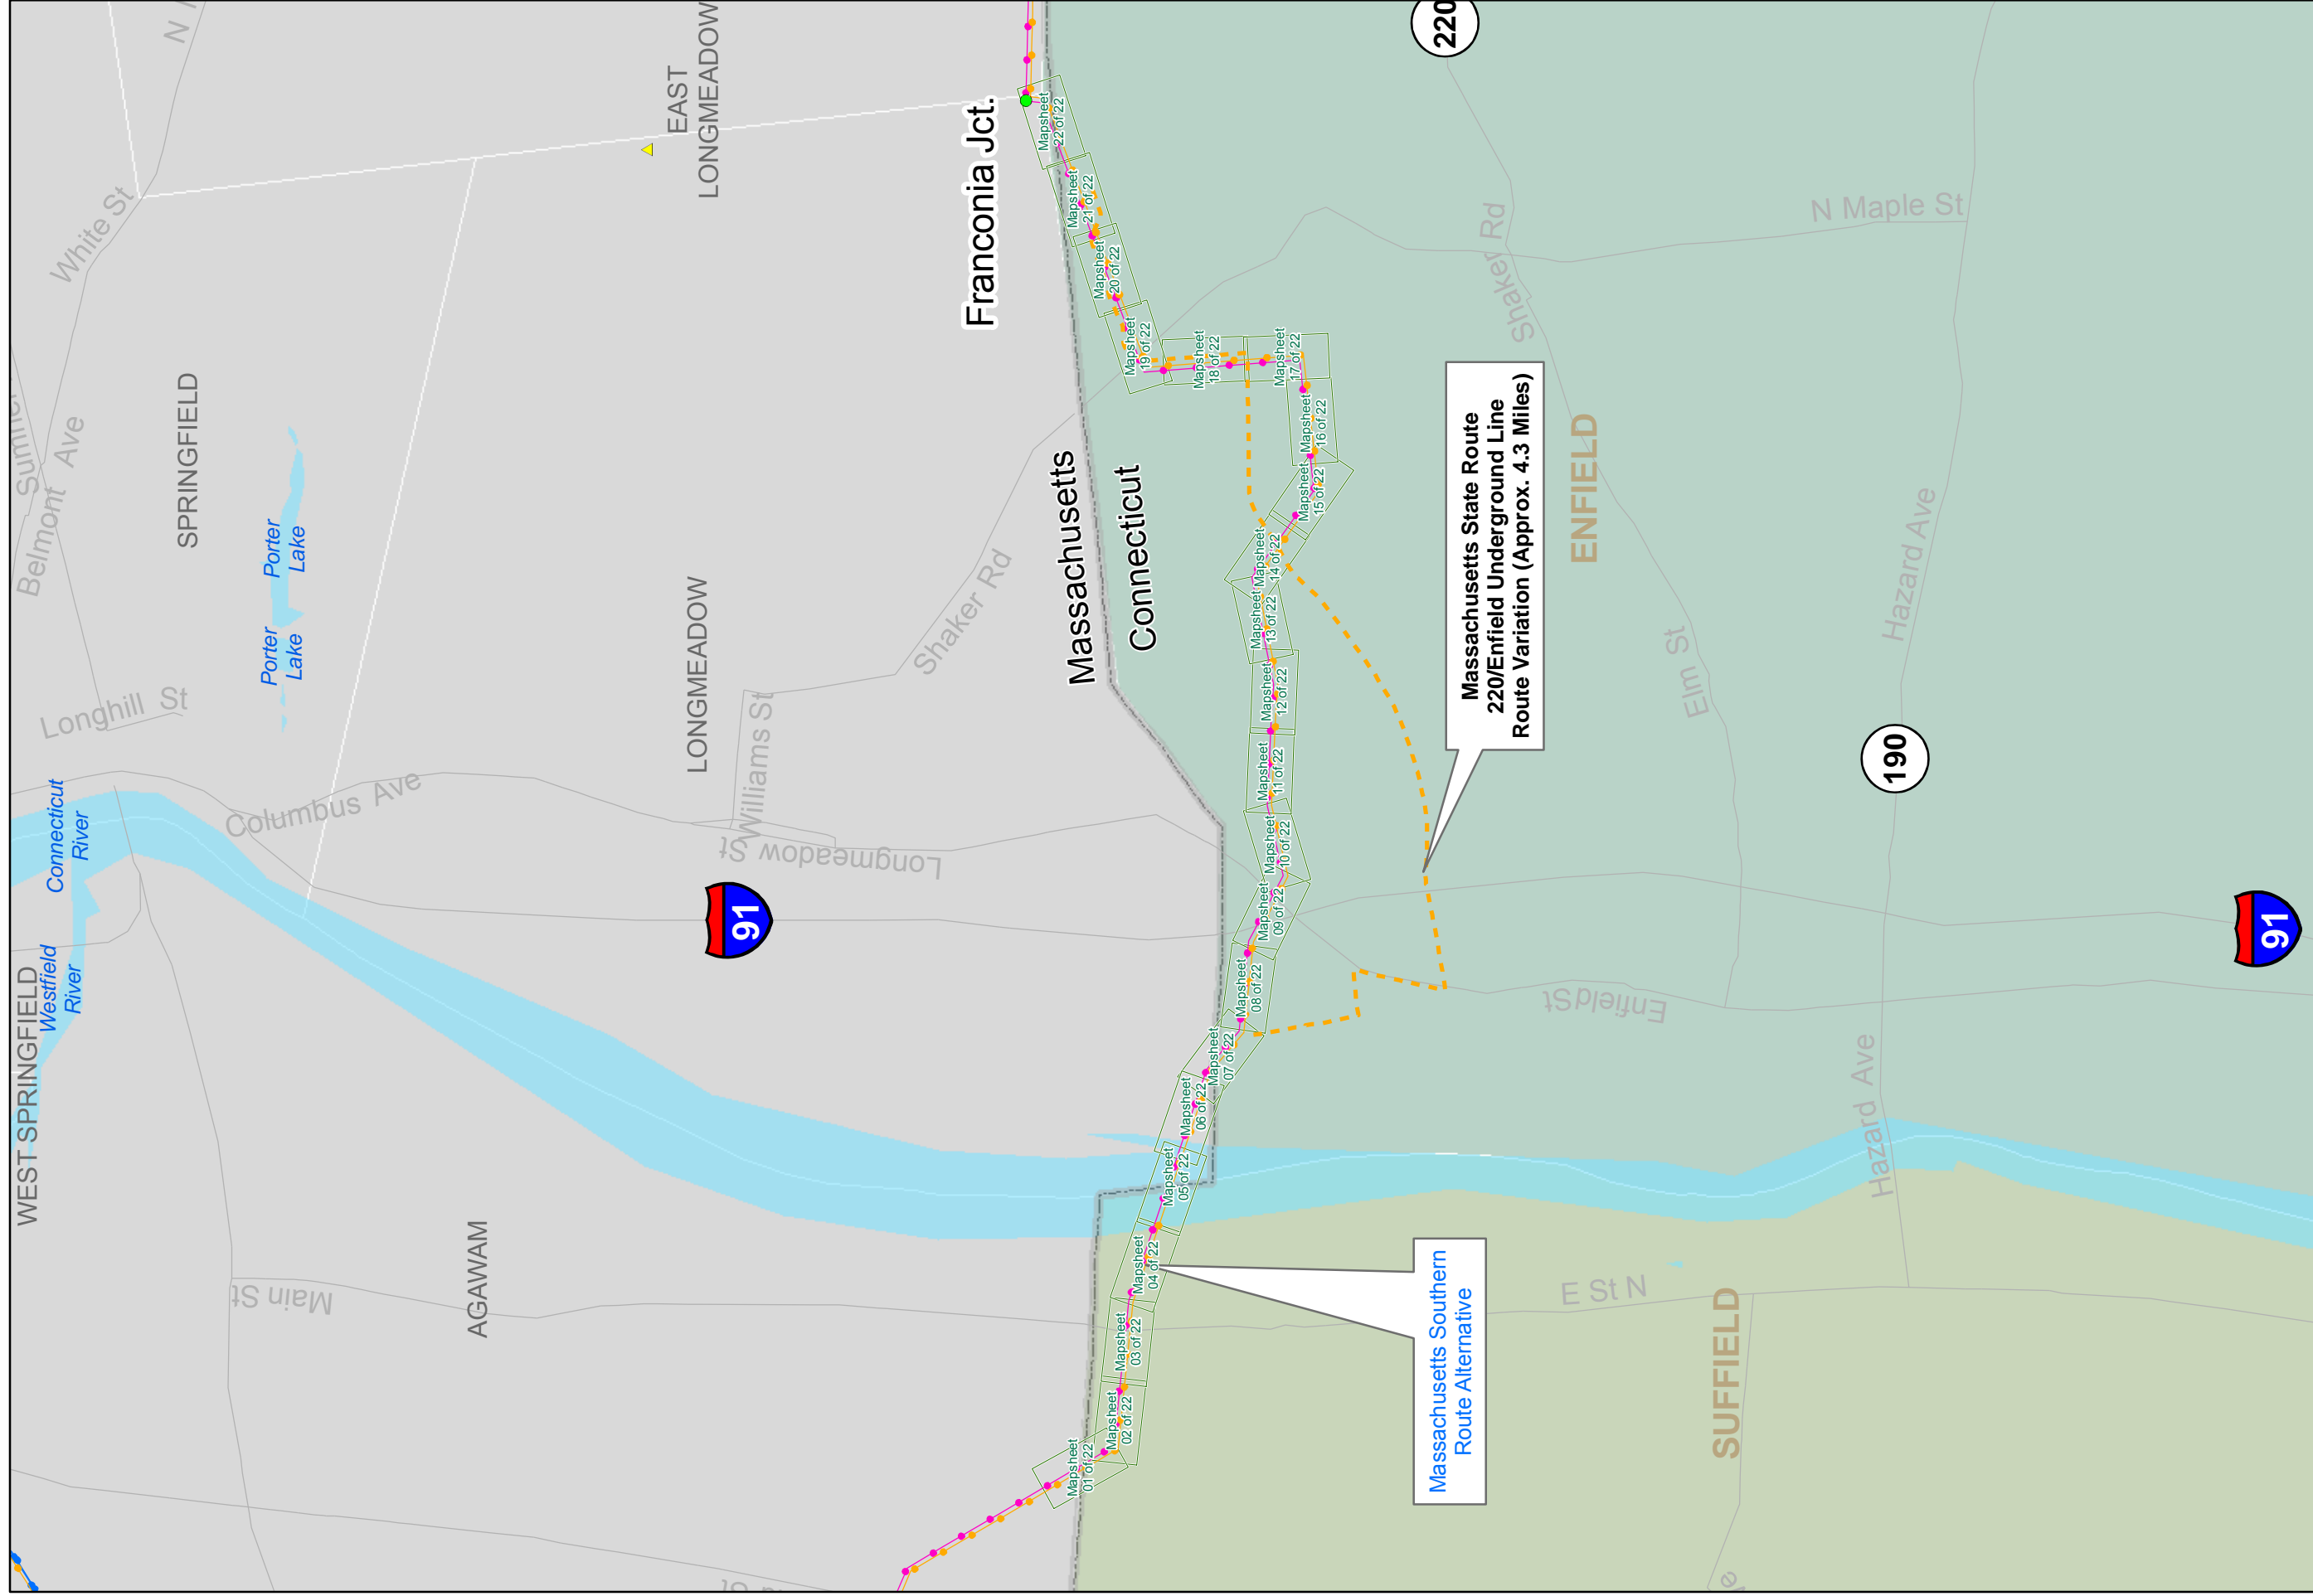 WEST SPRINGFIELD
Westfield
River
Connecticut
River
Longhill St
Belmont Ave
White St
SPRINGFIELD
Porter
Lake
Porter
Lake
Columbus Ave
AGAWAM
Main St
91
LONGMEADOW
Williams St
Longmeadow St
Shaker Rd
EAST
LONGMEADOW
Franconia Jct.
Massachusetts
Connecticut
Mapsheet
01 of 22
Mapsheet
02 of 22
Mapsheet
03 of 22
Mapsheet
04 of 22
Mapsheet
05 of 22
Mapsheet
06 of 22
Mapsheet
07 of 22
Mapsheet
08 of 22
Mapsheet
09 of 22
Mapsheet
10 of 22
Mapsheet
11 of 22
Mapsheet
12 of 22
Mapsheet
13 of 22
Mapsheet
14 of 22
Mapsheet
15 of 22
Mapsheet
16 of 22
Mapsheet
17 of 22
Mapsheet
18 of 22
Mapsheet
19 of 22
Mapsheet
20 of 22
Mapsheet
21 of 22
Mapsheet
22 of 22
Massachusetts Southern
Route Alternative
Massachusetts State Route
220/Enfield Underground Line
Route Variation (Approx. 4.3 Miles)
220
Shaker Rd
N Maple St
ENFIELD
EnfieldSt
E St N
Elm St
SUFFIELD
Hazard Ave
Hazard Ave
Hazard Ave
190
91